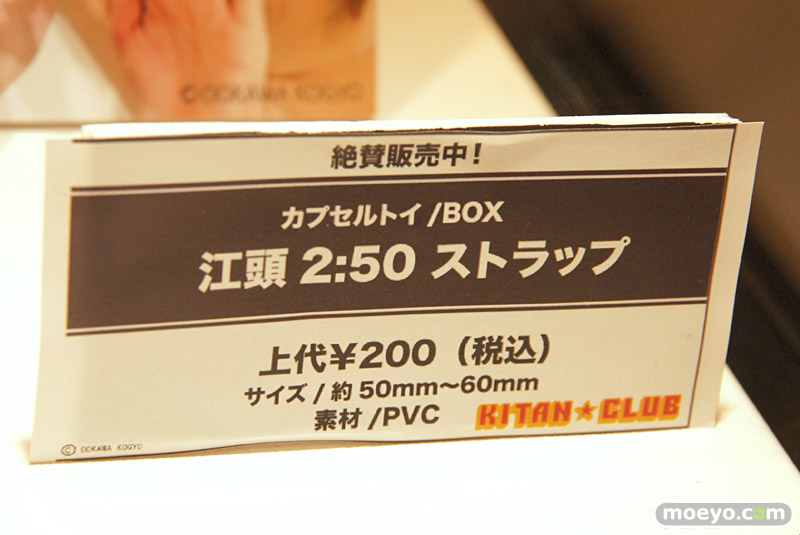 © OOKAWA KOGYO
絶賛販売中！
カプセルトイ/BOX
江頭 2:50 ストラップ
上代¥200（税込）
サイズ / 約 50mm〜60mm
素材 /PVC
KITAN★CLUB
© OOKAWA KOGYO
moeyo.com